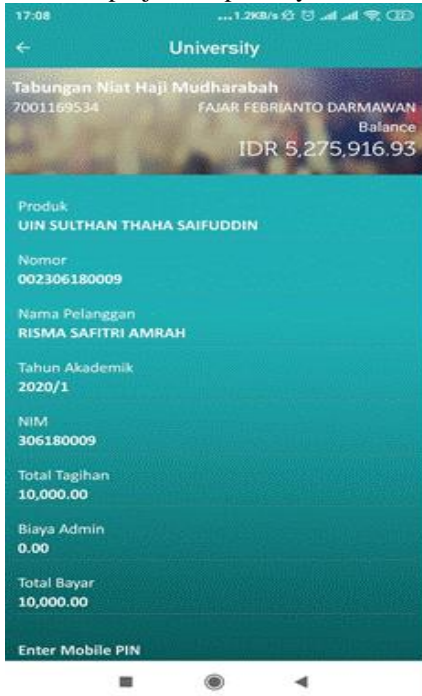 17:08
...1.2KB/s
University
Tabungan Niat Haji Mudharabah
7001169534 FAJAR FEBRIANTO DARMAWAN
Balance
IDR 5,275,916.93
Produk
UIN SULTHAN THAHA SAIFUDDIN
Nomor
002306180009
Nama Pelanggan
RISMA SAFITRI AMRAH
Tahun Akademik
2020/1
NIM
306180009
Total Tagihan
10,000.00
Biaya Admin
0.00
Total Bayar
10,000.00
Enter Mobile PIN